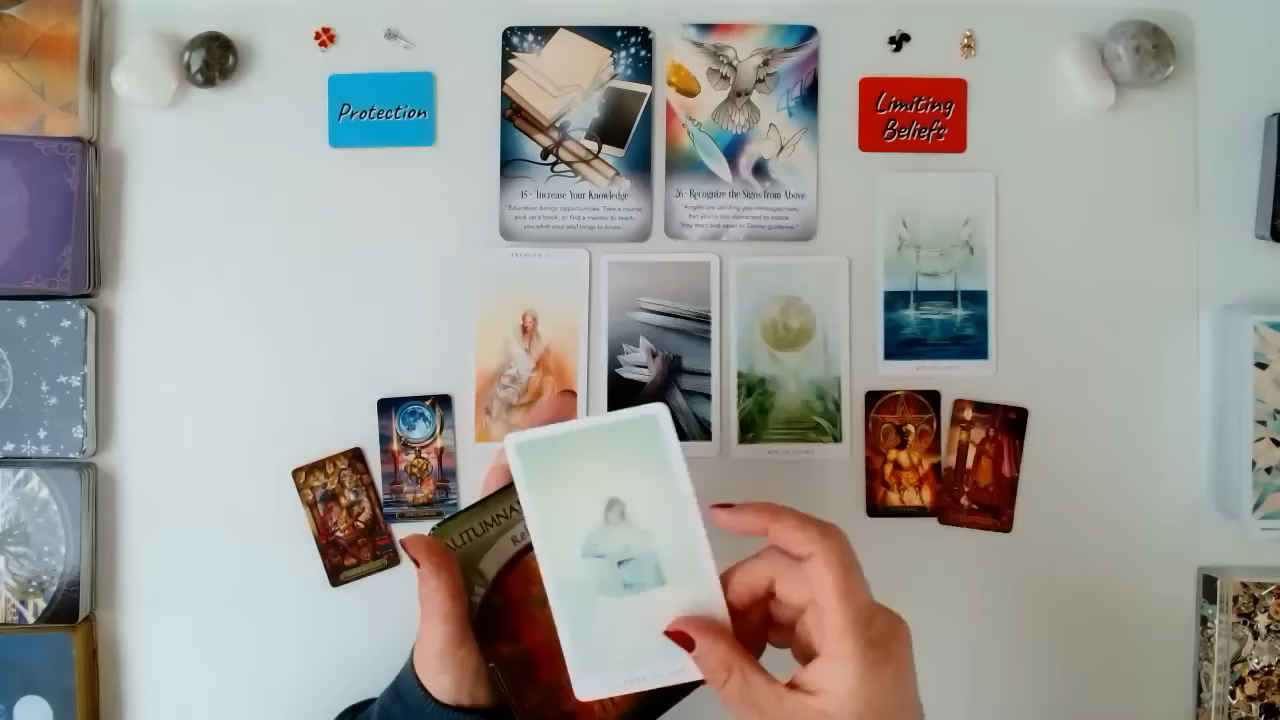 Protection
Limiting
Beliefs
15 - Increase Your Knowledge
"Education brings opportunities. Take a course,
pick up a book, or find a mentor to teach
you what your soul longs to know."
26 - Recognize the Signs from Above
"Angels are sending you messages now,
but you're too distracted to notice.
Stay alert and open to Divine guidance."
AUTUMNA
Re